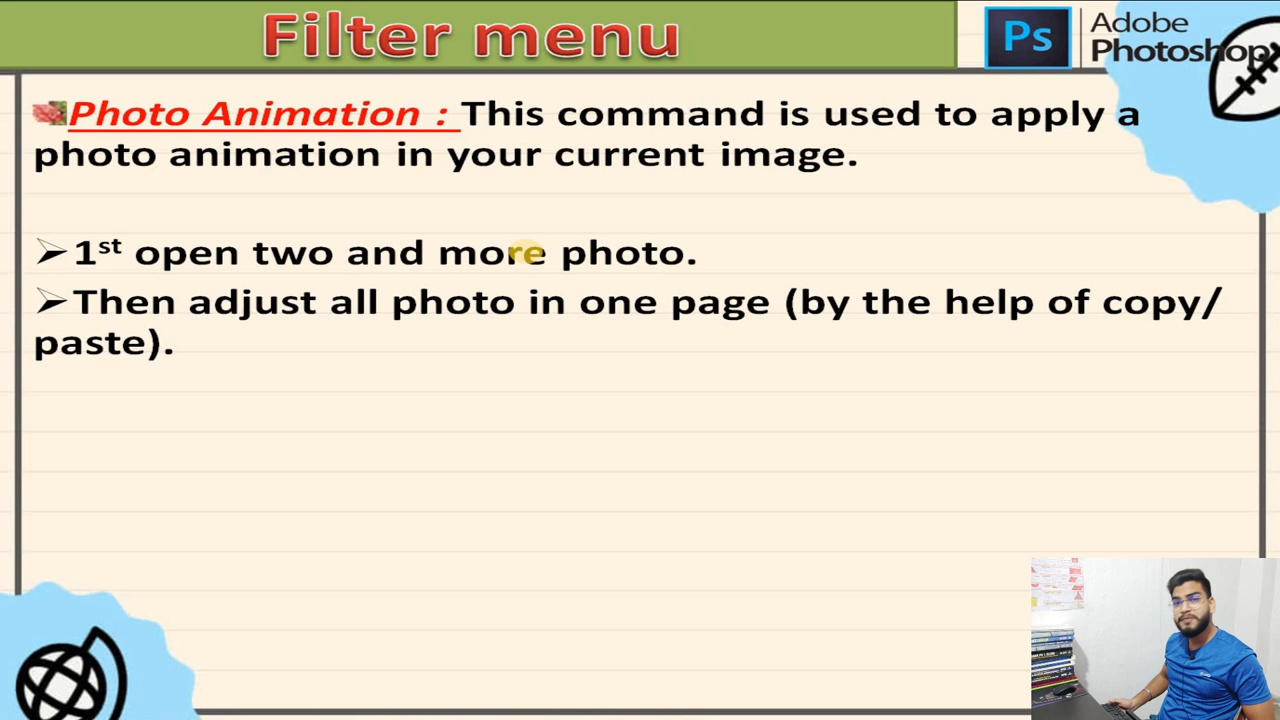 Filter menu
Ps
Adobe
Photoshop
Photo Animation : This command is used to apply a
photo animation in your current image.
➢1st open two and more photo.
➢Then adjust all photo in one page (by the help of copy/
paste).